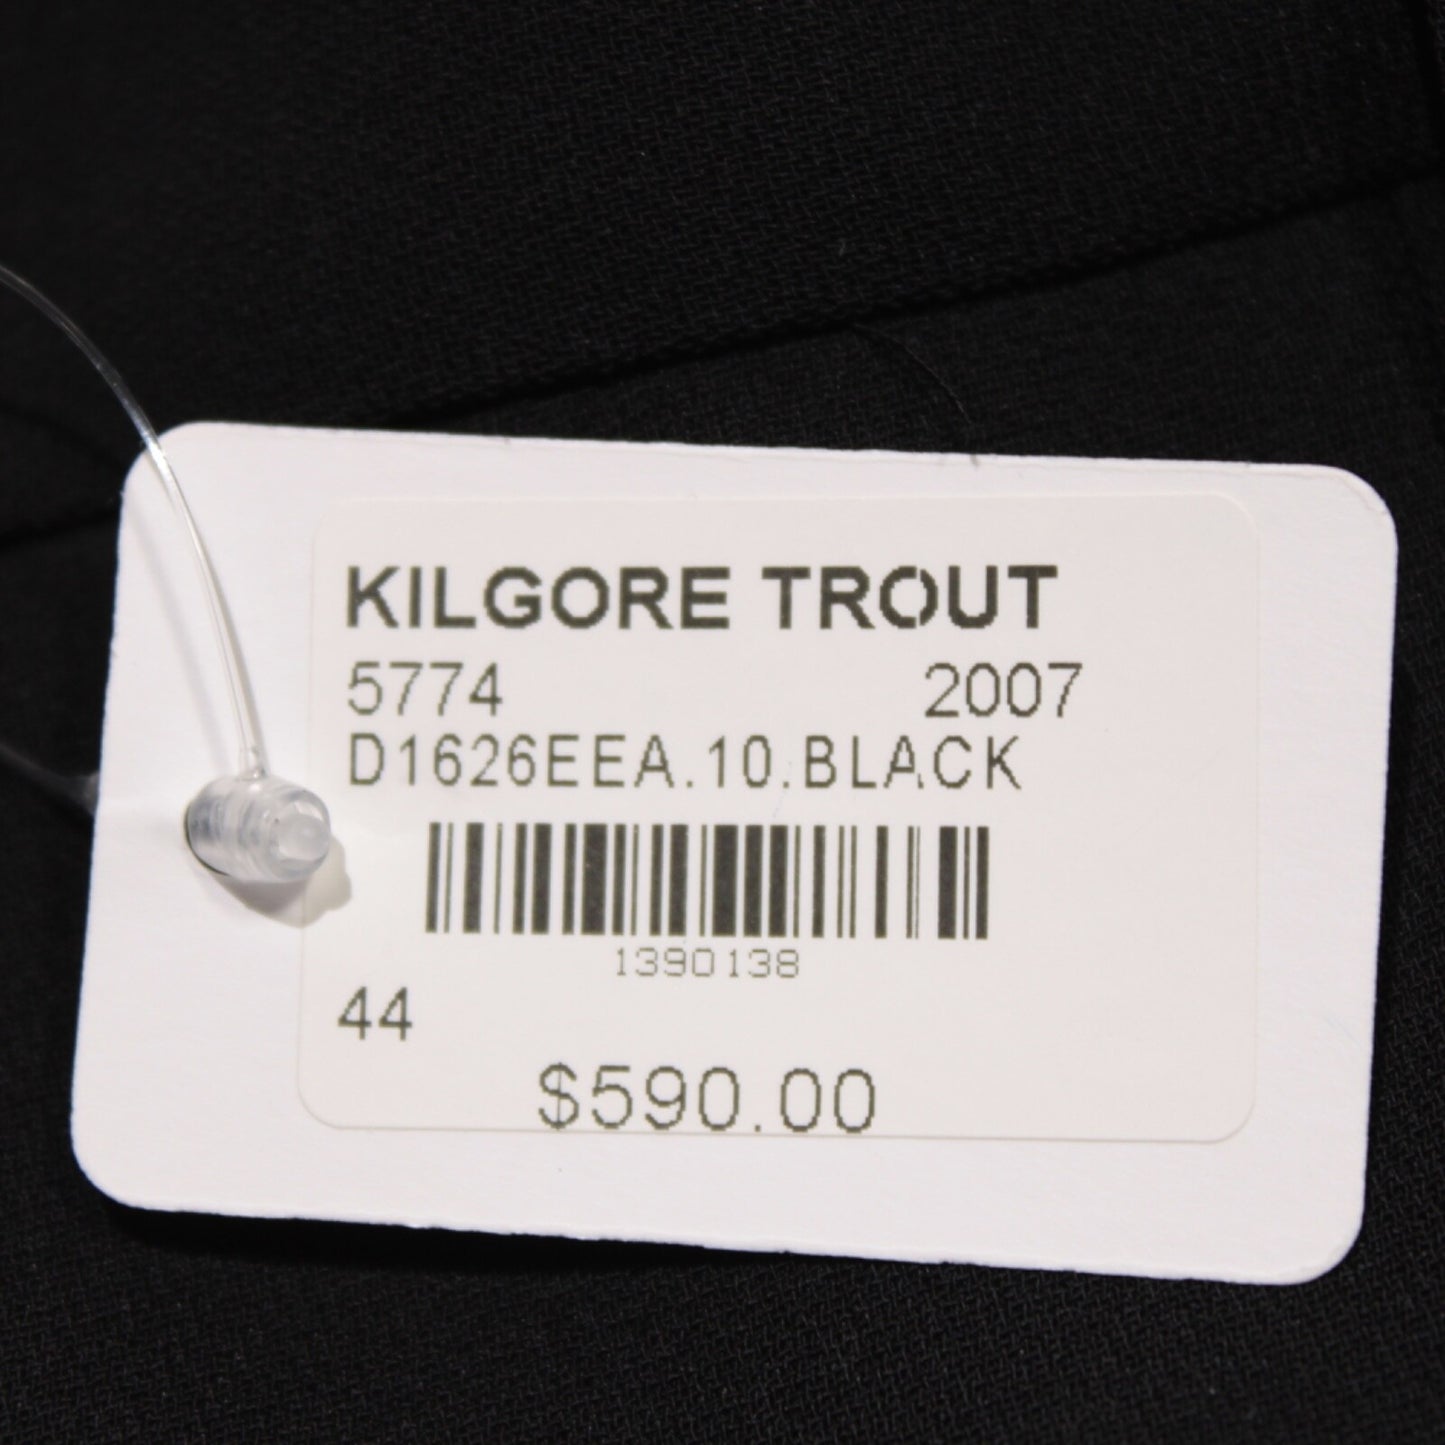 KILGORE TROUT
5774 2007
D1626EEA.10.BLACK
1390138
44
$590.00